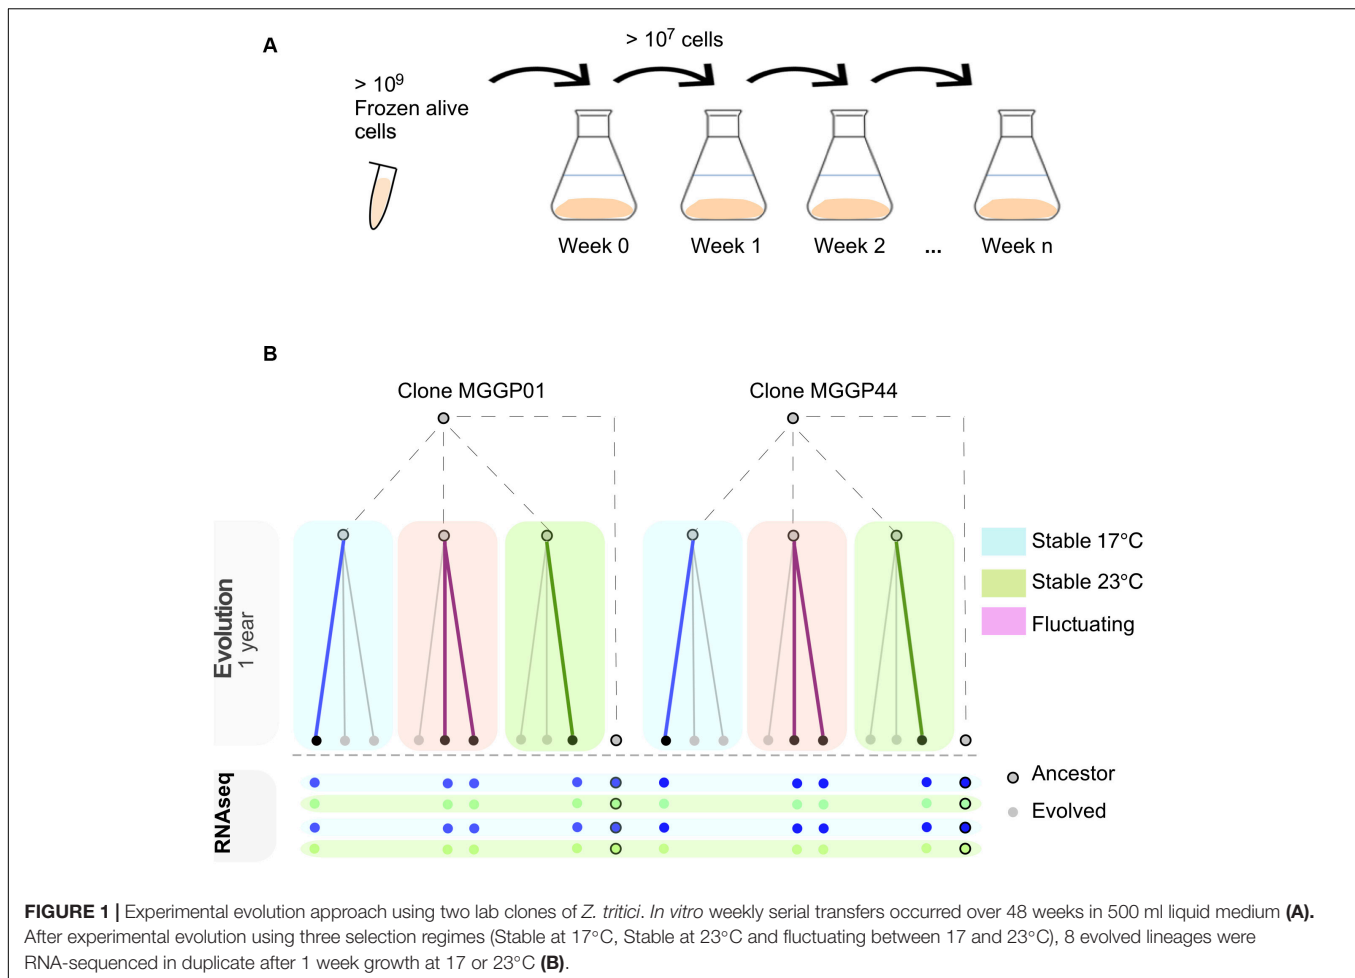 A
> 10⁷ cells
> 10⁹
Frozen alive
cells
Week 0
Week 1
Week 2
...
Week n
B
Clone MGGP01
Clone MGGP44
Evolution
1 year
Stable 17°C
Stable 23°C
Fluctuating
RNAseq
Ancestor
Evolved
FIGURE 1 | Experimental evolution approach using two lab clones of Z. tritici. In vitro weekly serial transfers occurred over 48 weeks in 500 ml liquid medium (A).
After experimental evolution using three selection regimes (Stable at 17°C, Stable at 23°C and fluctuating between 17 and 23°C), 8 evolved lineages were
RNA-sequenced in duplicate after 1 week growth at 17 or 23°C (B).